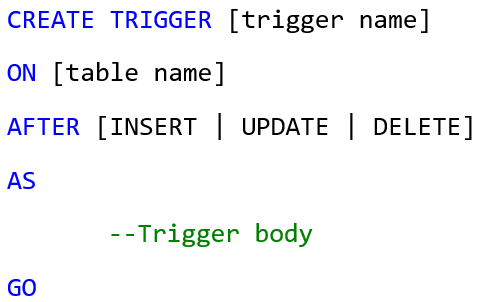 CREATE TRIGGER [trigger name]
ON [table name]
AFTER [INSERT | UPDATE | DELETE]
AS
--Trigger body
GO